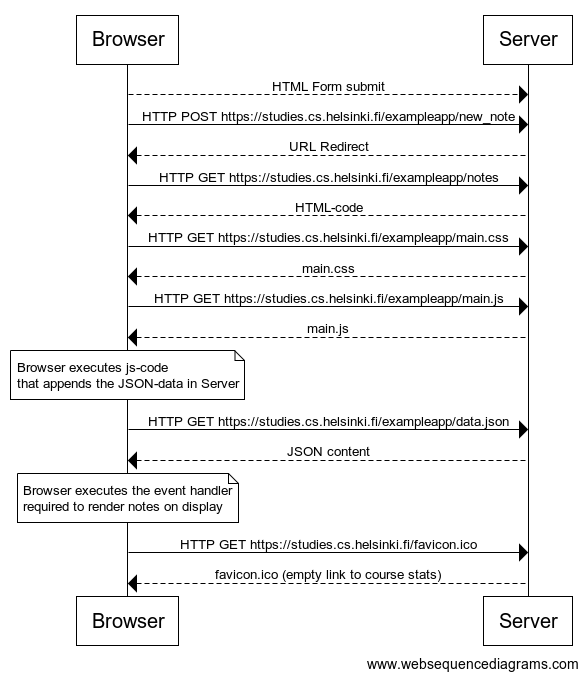 Browser
Server
HTML Form submit
HTTP POST https://studies.cs.helsinki.fi/exampleapp/new_note
URL Redirect
HTTP GET https://studies.cs.helsinki.fi/exampleapp/notes
HTML-code
HTTP GET https://studies.cs.helsinki.fi/exampleapp/main.css
main.css
HTTP GET https://studies.cs.helsinki.fi/exampleapp/main.js
main.js
Browser executes js-code
that appends the JSON-data in Server
HTTP GET https://studies.cs.helsinki.fi/exampleapp/data.json
JSON content
Browser executes the event handler
required to render notes on display
HTTP GET https://studies.cs.helsinki.fi/favicon.ico
favicon.ico (empty link to course stats)
Browser
Server
www.websequencediagrams.com